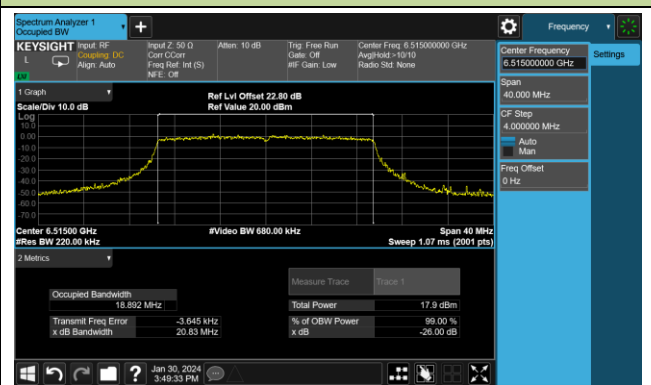 Spectrum Analyzer 1
Occupied BW
+
Frequency
KEYSIGHT
L
Input: RF
Coupling: DC
Align: Auto
Input Z: 50 Ω
Corr CCorr
Freq Ref: Int (S)
NFE: Off
Atten: 10 dB
Trig: Free Run
Gate: Off
#IF Gain: Low
Center Freq: 6.515000000 GHz
Avg|Hold:>10/10
Radio Std: None
Center Frequency
6.515000000 GHz
Settings
Span
40.000 MHz
CF Step
4.000000 MHz
Auto
Man
Freq Offset
0 Hz
1 Graph
Scale/Div 10.0 dB
Ref Lvl Offset 22.80 dB
Ref Value 20.00 dBm
Log
10.0
0.00
-10.0
-20.0
-30.0
-40.0
-50.0
-60.0
-70.0
Center 6.51500 GHz
#Res BW 220.00 kHz
#Video BW 680.00 kHz
Span 40 MHz
Sweep 1.07 ms (2001 pts)
2 Metrics
Measure Trace
Trace 1
Occupied Bandwidth
18.892 MHz
Total Power
17.9 dBm
Transmit Freq Error
-3.645 kHz
% of OBW Power
99.00 %
x dB Bandwidth
20.83 MHz
x dB
-26.00 dB
?
Jan 30, 2024
3:49:33 PM